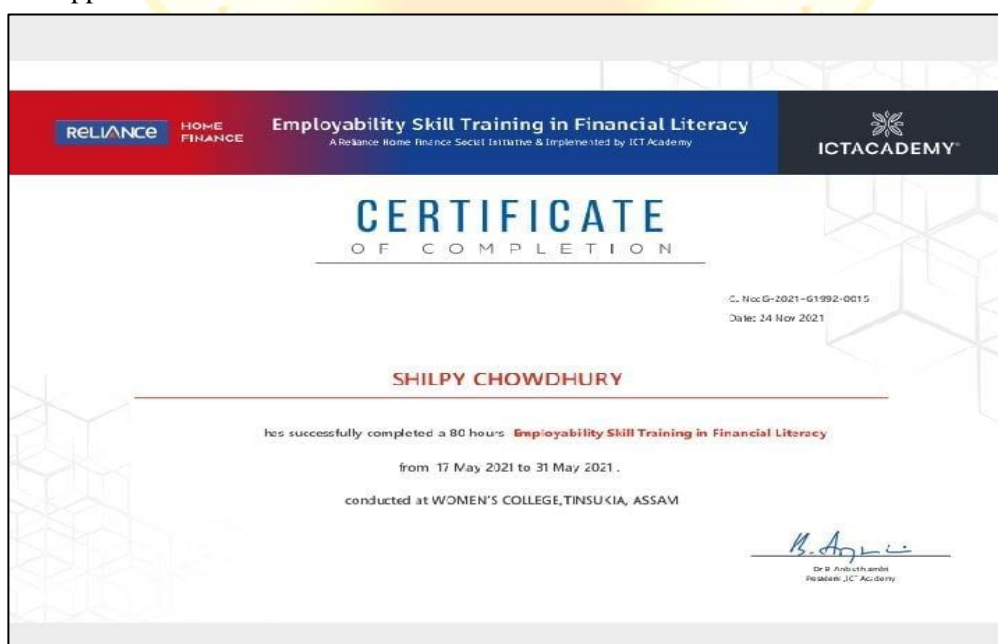 RELIANCE HOME FINANCE
Employability Skill Training in Financial Literacy
A Reliance Home Finance Social Initiative & Implemented by ICT Academy
ICTACADEMY
CERTIFICATE
OF COMPLETION
C. No: G-2021-61992-0015
Date: 24 Nov 2021
SHILPY CHOWDHURY
has successfully completed a 80 hours Employability Skill Training in Financial Literacy
from 17 May 2021 to 31 May 2021 .
conducted at WOMEN'S COLLEGE,TINSUKIA, ASSAM
Dr B Anbuthambi
President, ICT Academy